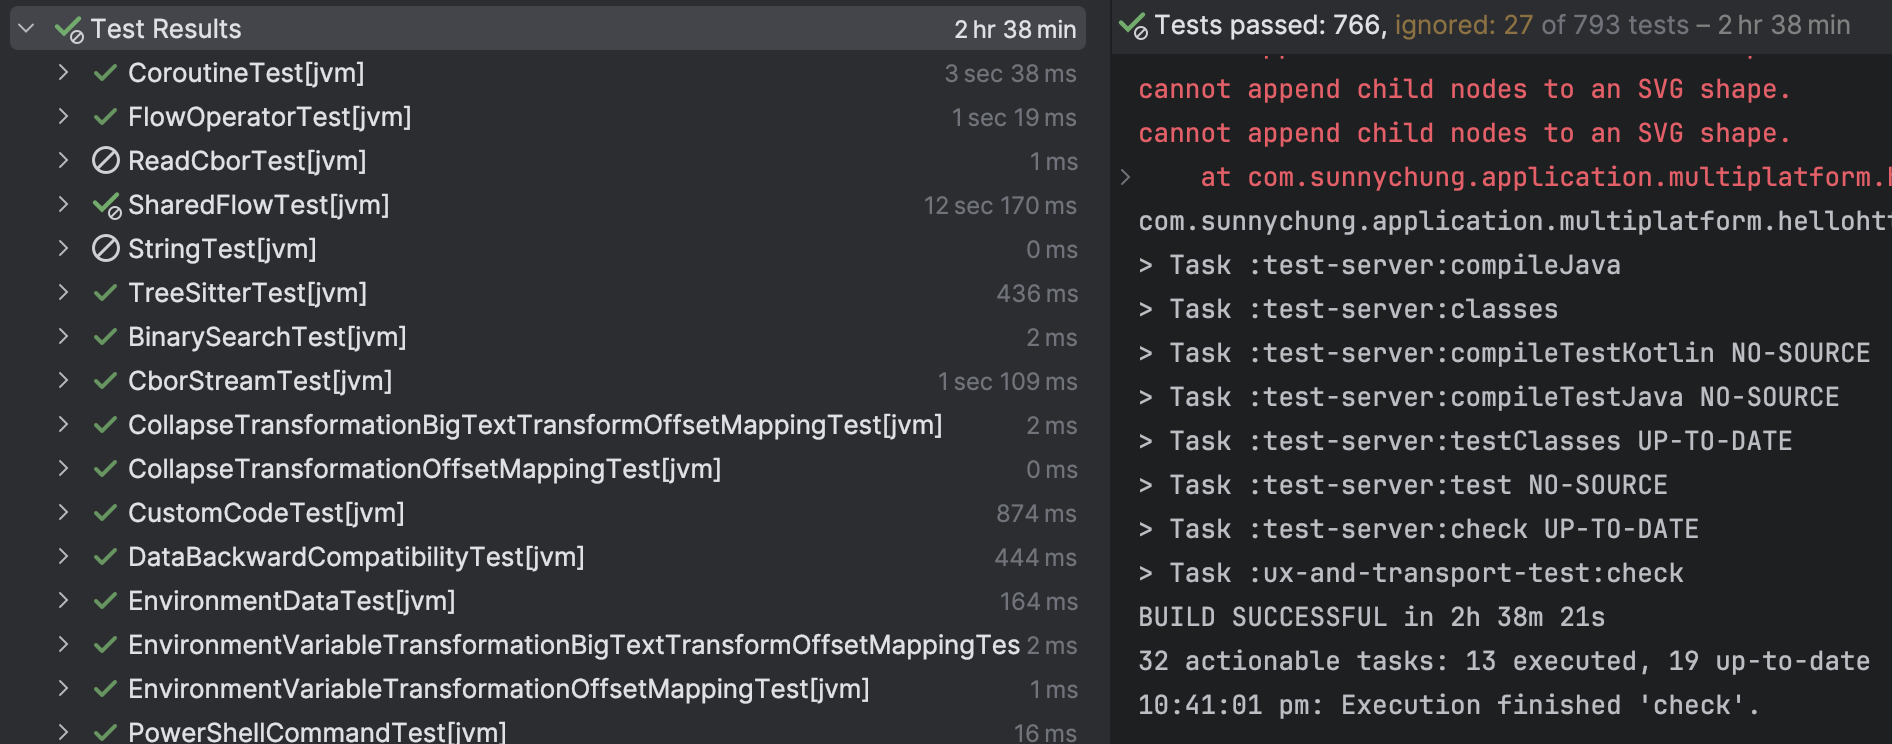 Test Results 2 hr 38 min
CoroutineTest[jvm] 3 sec 38 ms
FlowOperatorTest[jvm] 1 sec 19 ms
ReadCborTest[jvm] 1 ms
SharedFlowTest[jvm] 12 sec 170 ms
StringTest[jvm] 0 ms
TreeSitterTest[jvm] 436 ms
BinarySearchTest[jvm] 2 ms
CborStreamTest[jvm] 1 sec 109 ms
CollapseTransformationBigTextTransformOffsetMappingTest[jvm] 2 ms
CollapseTransformationOffsetMappingTest[jvm] 0 ms
CustomCodeTest[jvm] 874 ms
DataBackwardCompatibilityTest[jvm] 444 ms
EnvironmentDataTest[jvm] 164 ms
EnvironmentVariableTransformationBigTextTransformOffsetMappingTes 2 ms
EnvironmentVariableTransformationOffsetMappingTest[jvm] 1 ms
PowerShellCommandTest[jvm] 16 ms
Tests passed: 766, ignored: 27 of 793 tests – 2 hr 38 min
cannot append child nodes to an SVG shape.
cannot append child nodes to an SVG shape.
at com.sunnychung.application.multiplatform.
com.sunnychung.application.multiplatform.hellohtt
> Task :test-server:compileJava
> Task :test-server:classes
> Task :test-server:compileTestKotlin NO-SOURCE
> Task :test-server:compileTestJava NO-SOURCE
> Task :test-server:testClasses UP-TO-DATE
> Task :test-server:test NO-SOURCE
> Task :test-server:check UP-TO-DATE
> Task :ux-and-transport-test:check
BUILD SUCCESSFUL in 2h 38m 21s
32 actionable tasks: 13 executed, 19 up-to-date
10:41:01 pm: Execution finished 'check'.